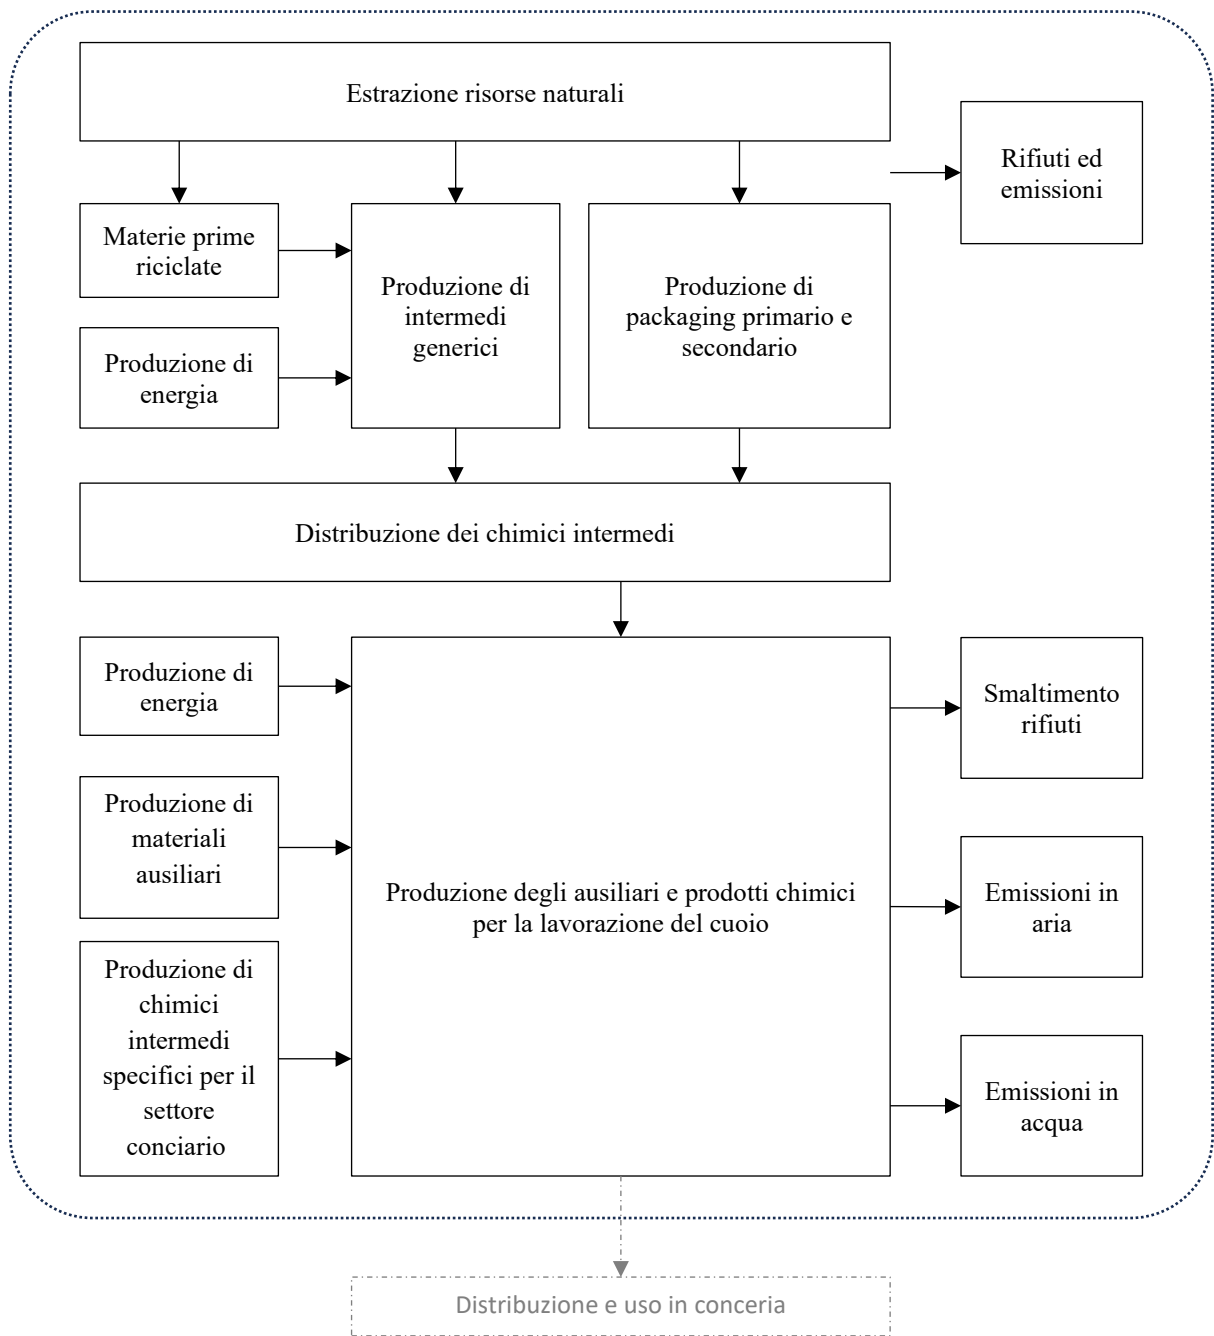 Estrazione risorse naturali
Rifiuti ed
emissioni
Materie prime
riciclate
Produzione di
intermedi
generici
Produzione di
packaging primario e
secondario
Produzione di
energia
Distribuzione dei chimici intermedi
Produzione di
energia
Smaltimento
rifiuti
Produzione di
materiali
ausiliari
Produzione degli ausiliari e prodotti chimici
per la lavorazione del cuoio
Emissioni in
aria
Produzione di
chimici
intermedi
specifici per il
settore
conciario
Emissioni in
acqua
Distribuzione e uso in conceria